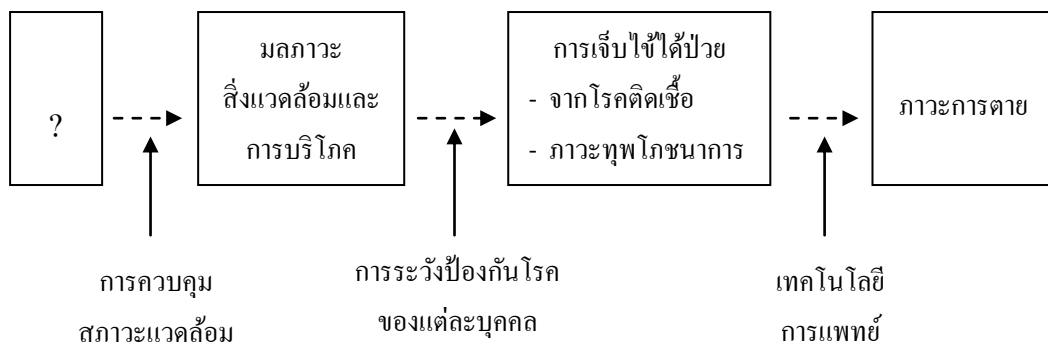 ?
มลภาวะ
สิ่งแวดล้อมและ
การบริโภค
การเจ็บไข้ได้ป่วย
- จากโรคติดเชื้อ
- ภาวะทุพโภชนาการ
ภาวะการตาย
การควบคุม
สภาวะแวดล้อม
การระวังป้องกันโรค
ของแต่ละบุคคล
เทคโนโลยี
การแพทย์